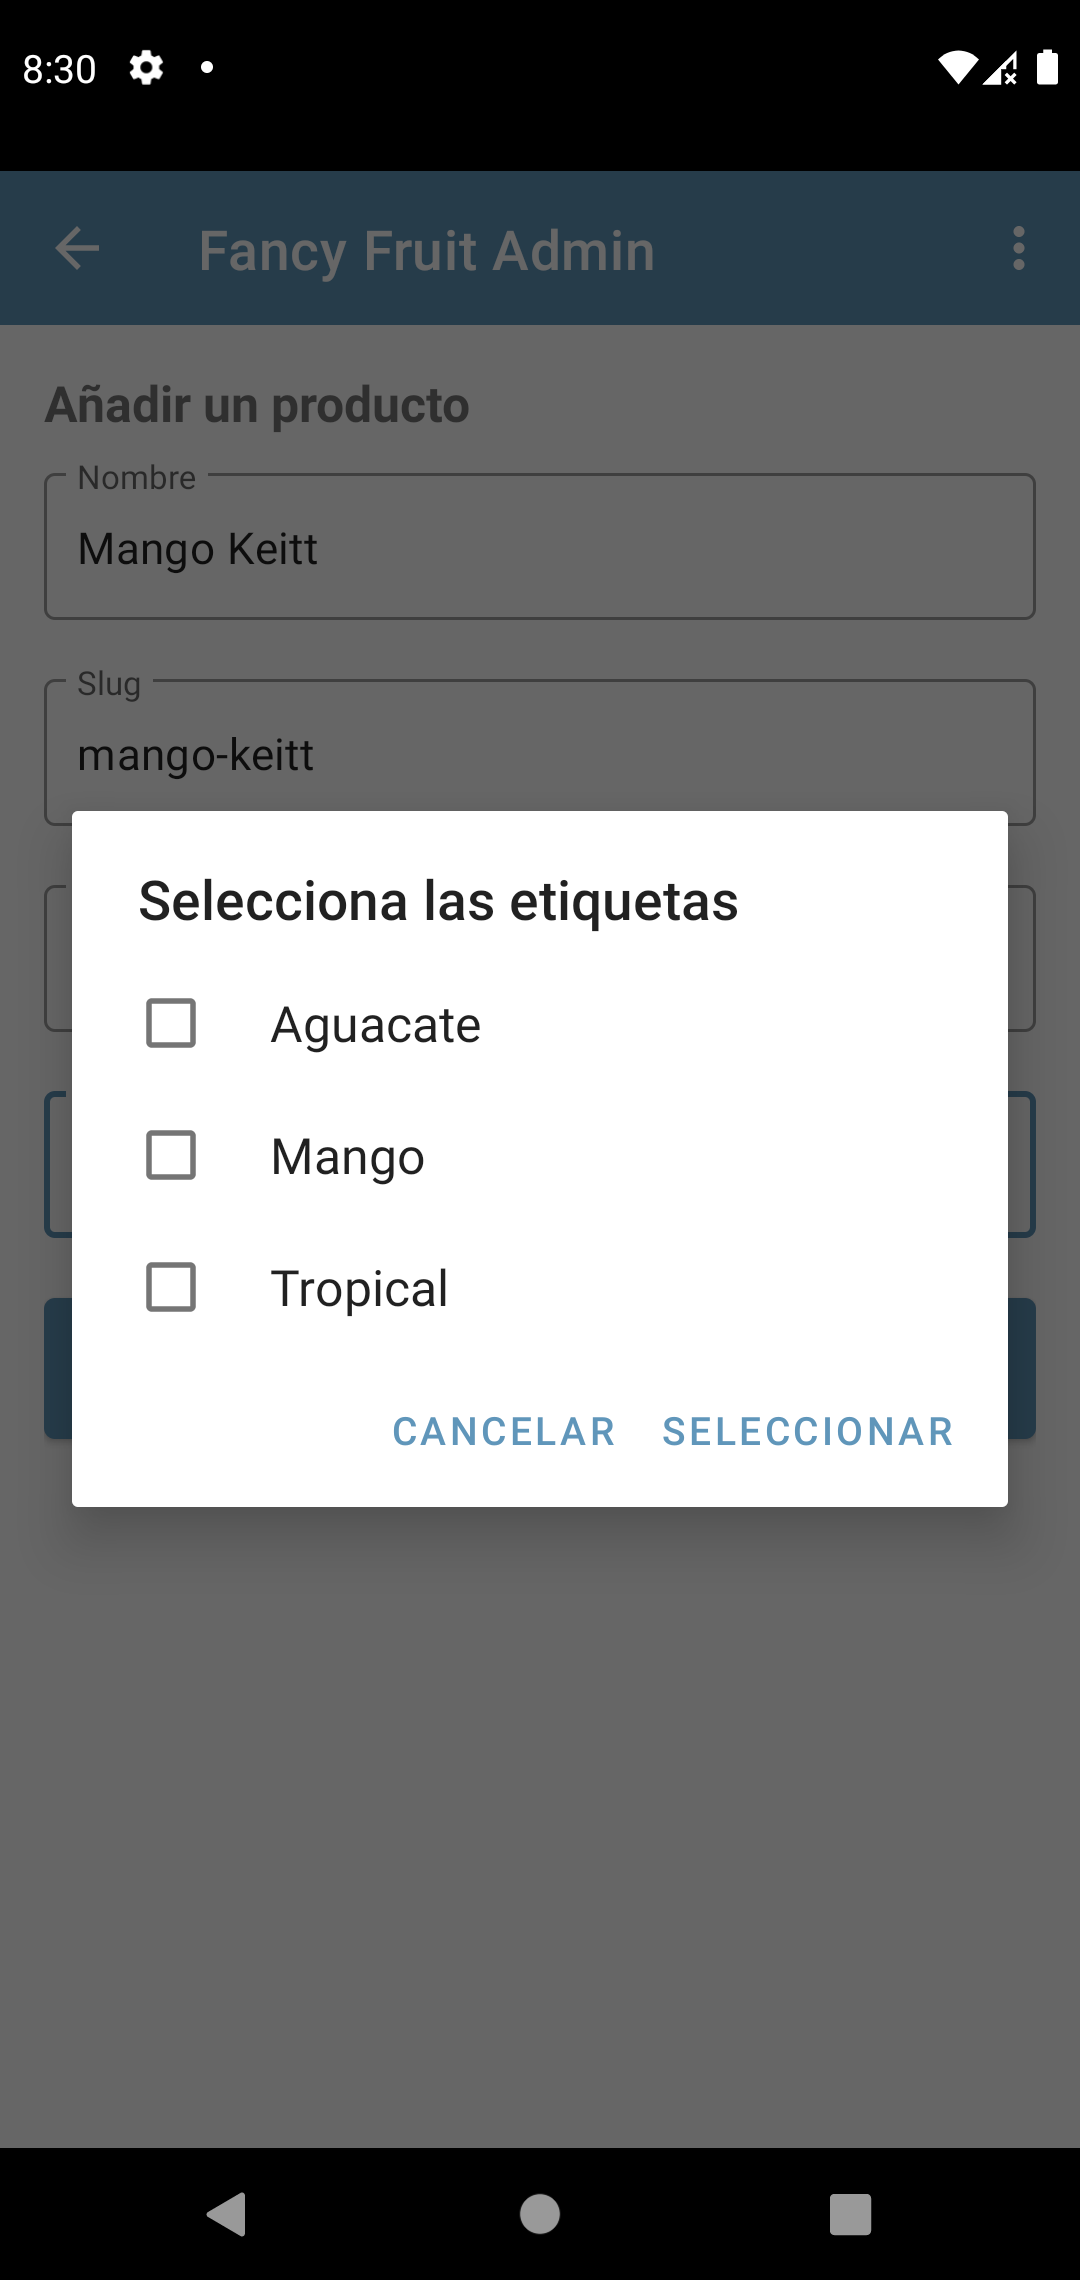 8:30
Fancy Fruit Admin
Añadir un producto
Nombre
Mango Keitt
Slug
mango-keitt
Selecciona las etiquetas
Aguacate
Mango
Tropical
CANCELAR SELECCIONAR